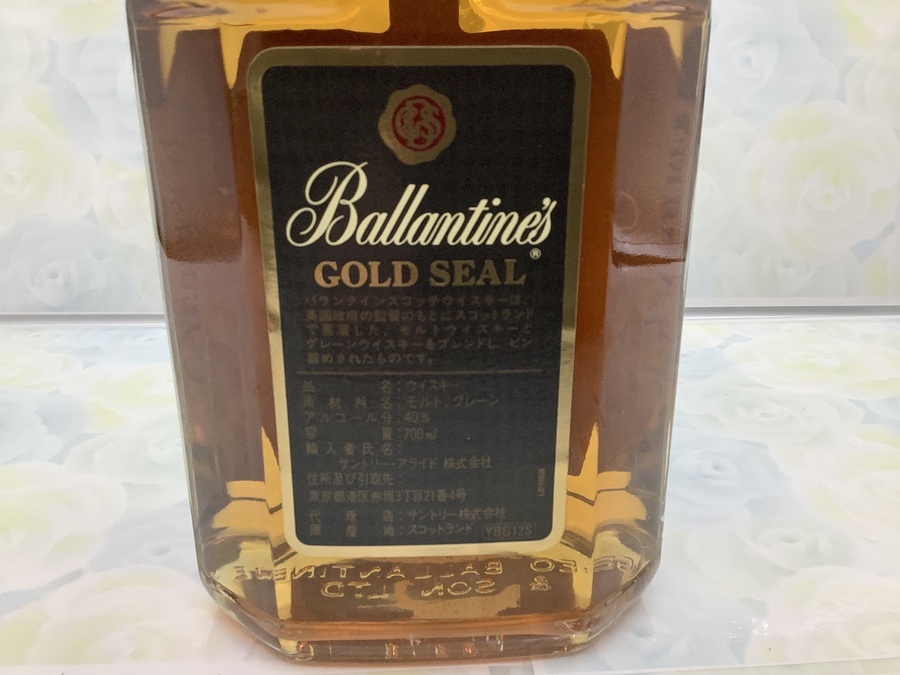 GBS
Ballantine's®
GOLD SEAL
バランタインスコッチウイスキーは、
英国政府の監督のもとにスコットランド
で蒸溜した、モルトウイスキーと
グレーンウイスキーをブレンドし、ビン
詰めされたものです。
品名:ウイスキー
原材料名:モルト、グレーン
アルコール分:40%
容量:700ml
輸入者氏名:
サントリー・アライド 株式会社
住所及び引取先:
東京都港区赤坂3丁目21番4号
代理店:サントリー株式会社
原産地:スコットランド YBG12S
GEO BALLANTINE
& SON LTD